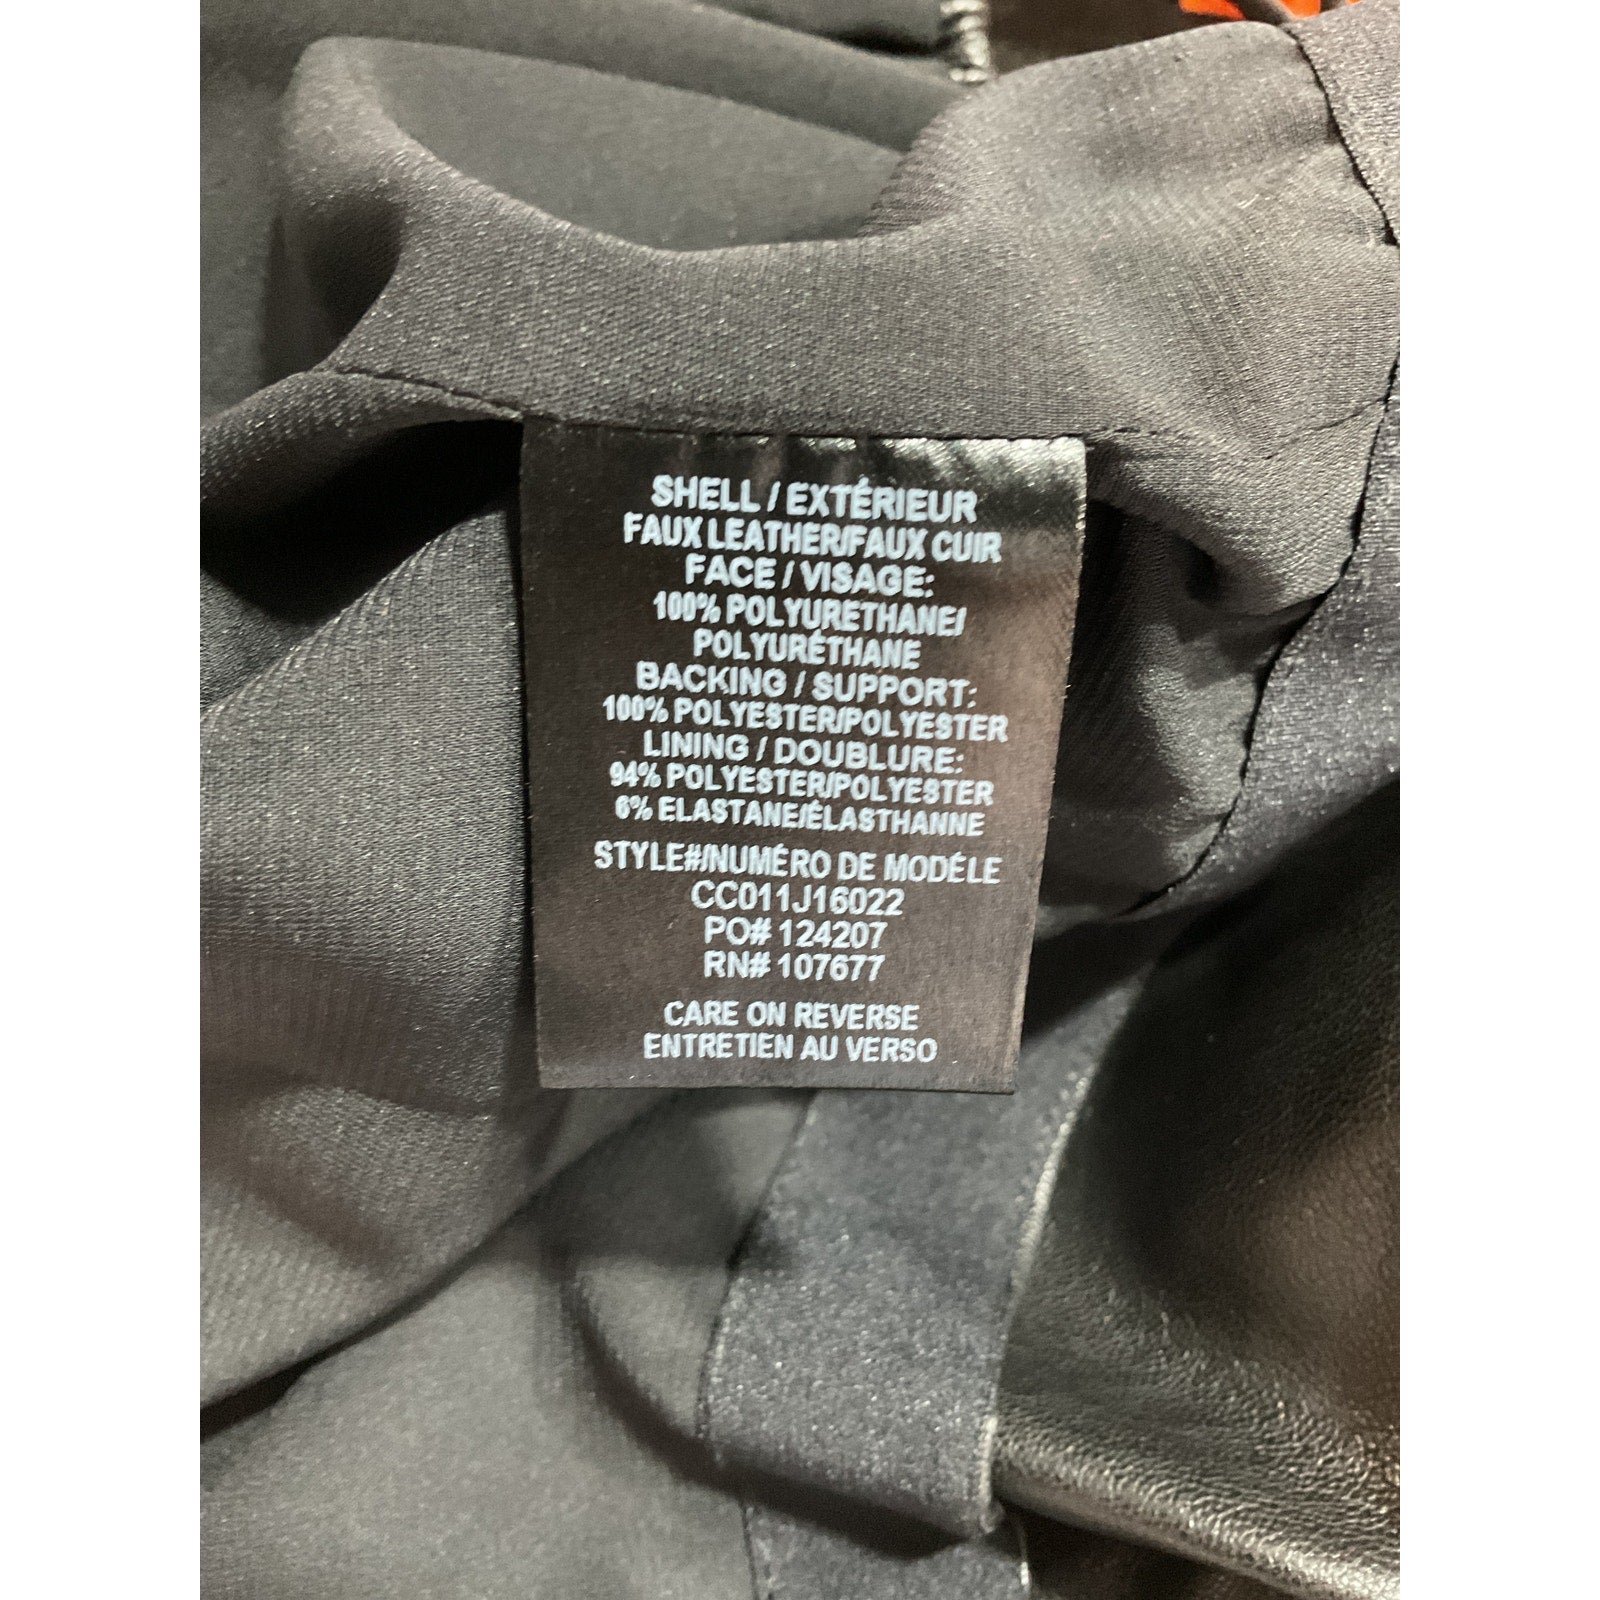 SHELL / EXTÉRIEUR
FAUX LEATHER/FAUX CUIR
FACE / VISAGE:
100% POLYURETHANE/
POLYURÉTHANE
BACKING / SUPPORT:
100% POLYESTER/POLYESTER
LINING / DOUBLURE:
94% POLYESTER/POLYESTER
6% ELASTANE/ÉLASTHANNE
STYLE#/NUMÉRO DE MODÉLE
CC011J16022
PO# 124207
RN# 107677
CARE ON REVERSE
ENTRETIEN AU VERSO